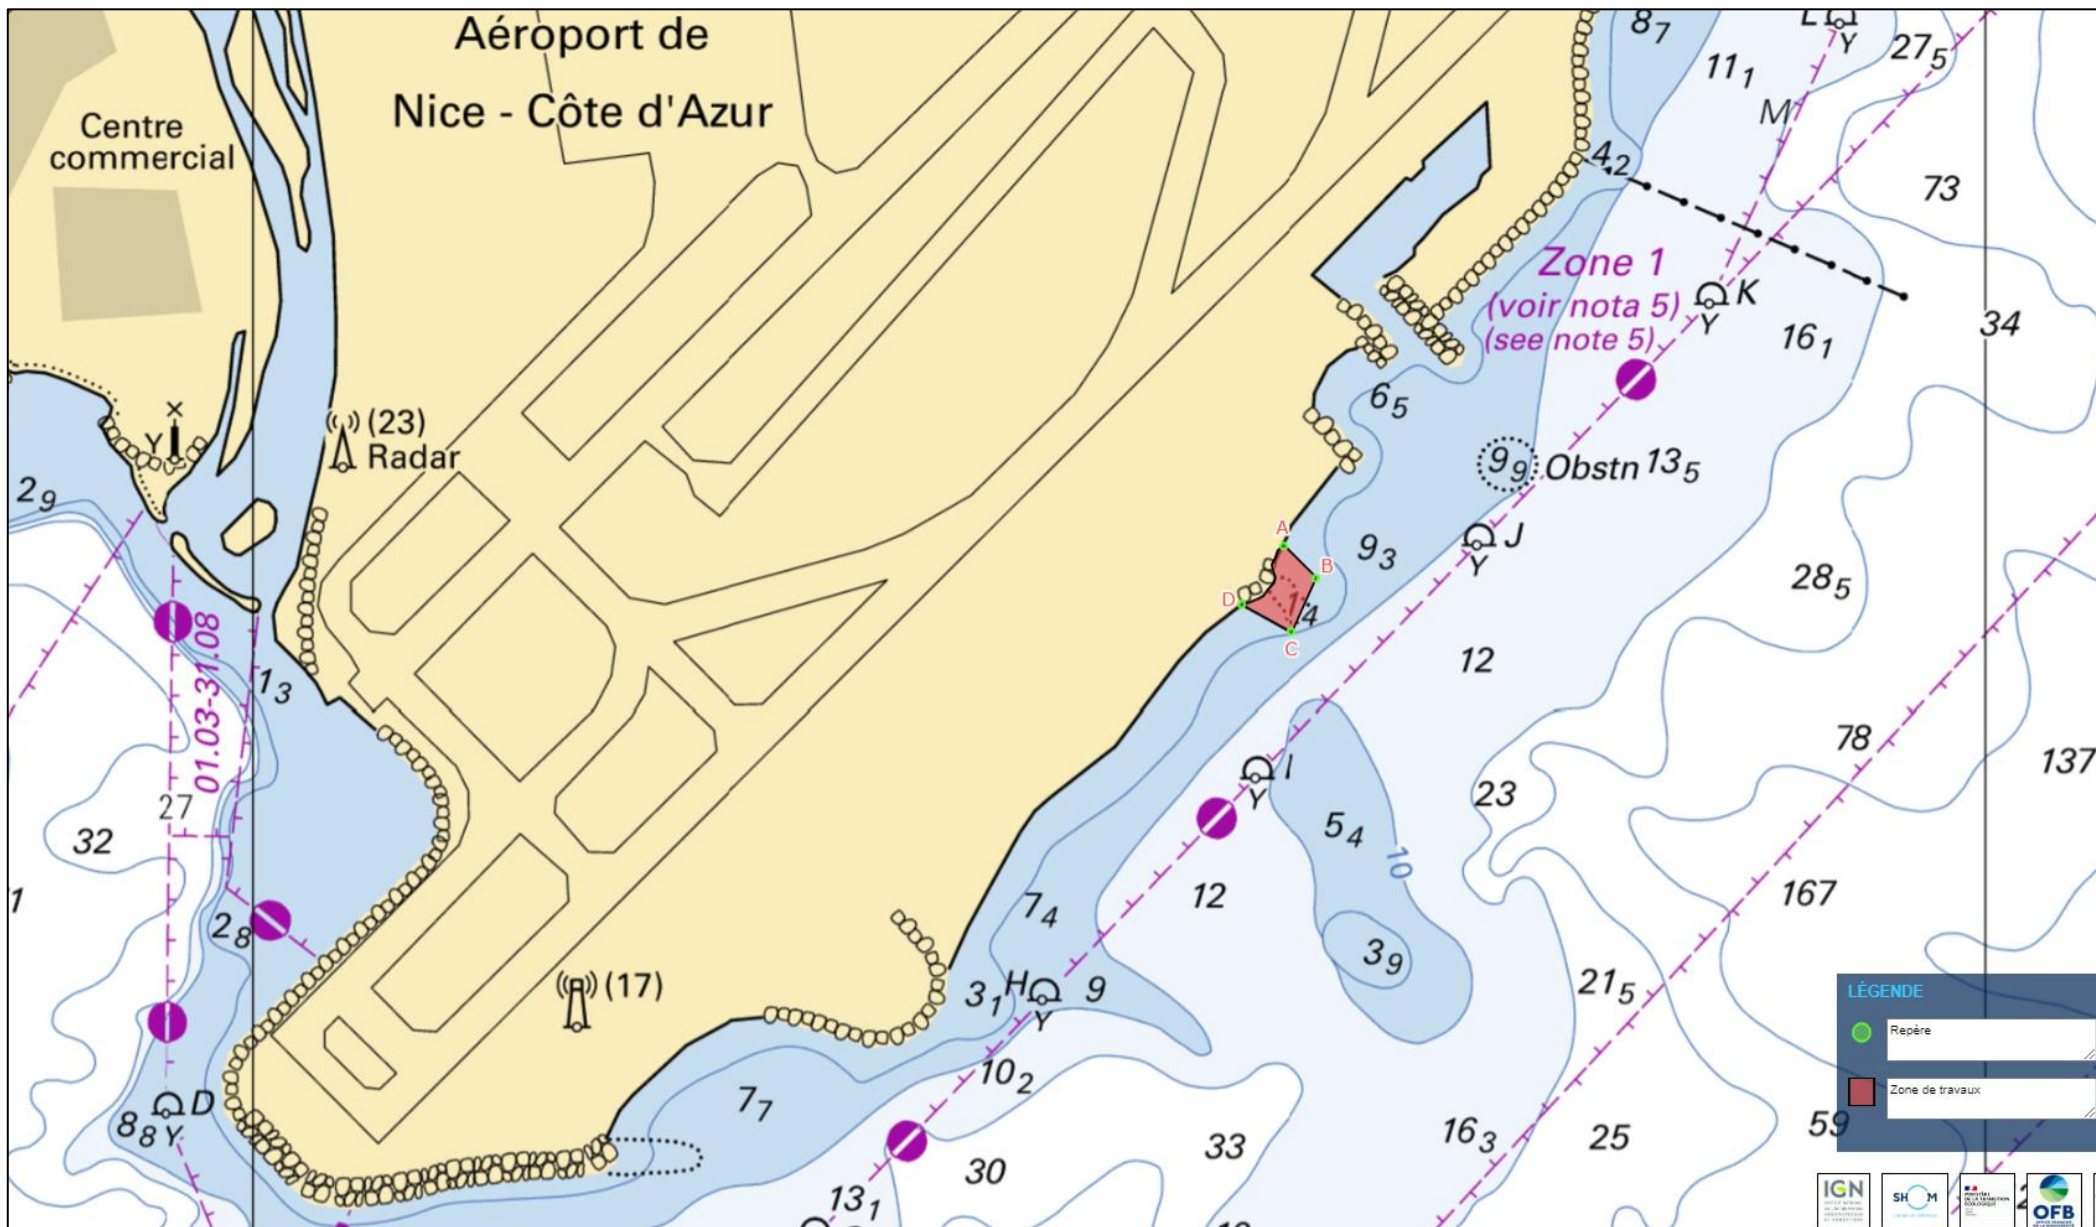 Aéroport de
Nice - Côte d'Azur
Centre
commercial
8₇
11₁
Y
27₅
M
4₂
73
Zone 1
(voir nota 5)
(see note 5)
K
Y
16₁
34
6₅
(23)
Radar
Y
2₉
9₉ Obstn 13₅
J
Y
A
9₃
B
D
1₄
C
28₅
01.03-31.08
1₃
12
78
137
I
Y
23
27
32
5₄
10
12
167
1
2₈
7₄
3₉
(17)
3₁ H 9
Y
21₅
LÉGENDE
Repère
Zone de travaux
10₂
7₇
D
8₈ Y
33
16₃
25
59
30
13₁
IGN
SHOM
OFB